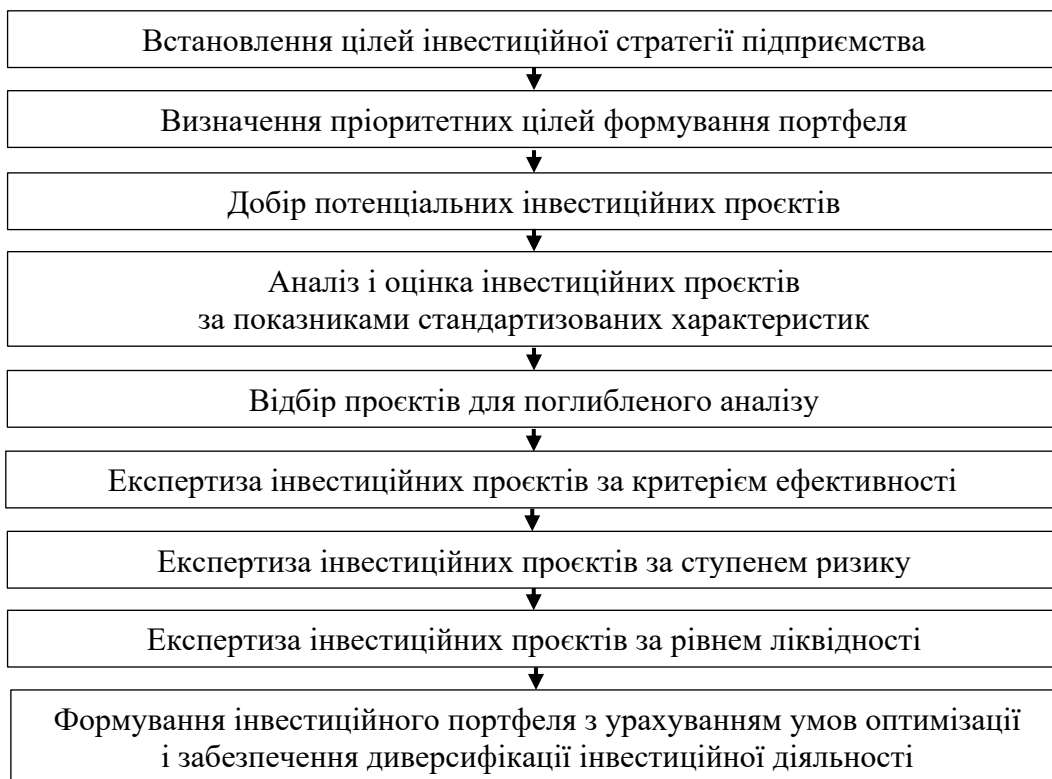 Встановлення цілей інвестиційної стратегії підприємства
Визначення пріоритетних цілей формування портфеля
Добір потенціальних інвестиційних проєктів
Аналіз і оцінка інвестиційних проєктів
за показниками стандартизованих характеристик
Відбір проєктів для поглибленого аналізу
Експертиза інвестиційних проєктів за критерієм ефективності
Експертиза інвестиційних проєктів за ступенем ризику
Експертиза інвестиційних проєктів за рівнем ліквідності
Формування інвестиційного портфеля з урахуванням умов оптимізації
і забезпечення диверсифікації інвестиційної діяльності